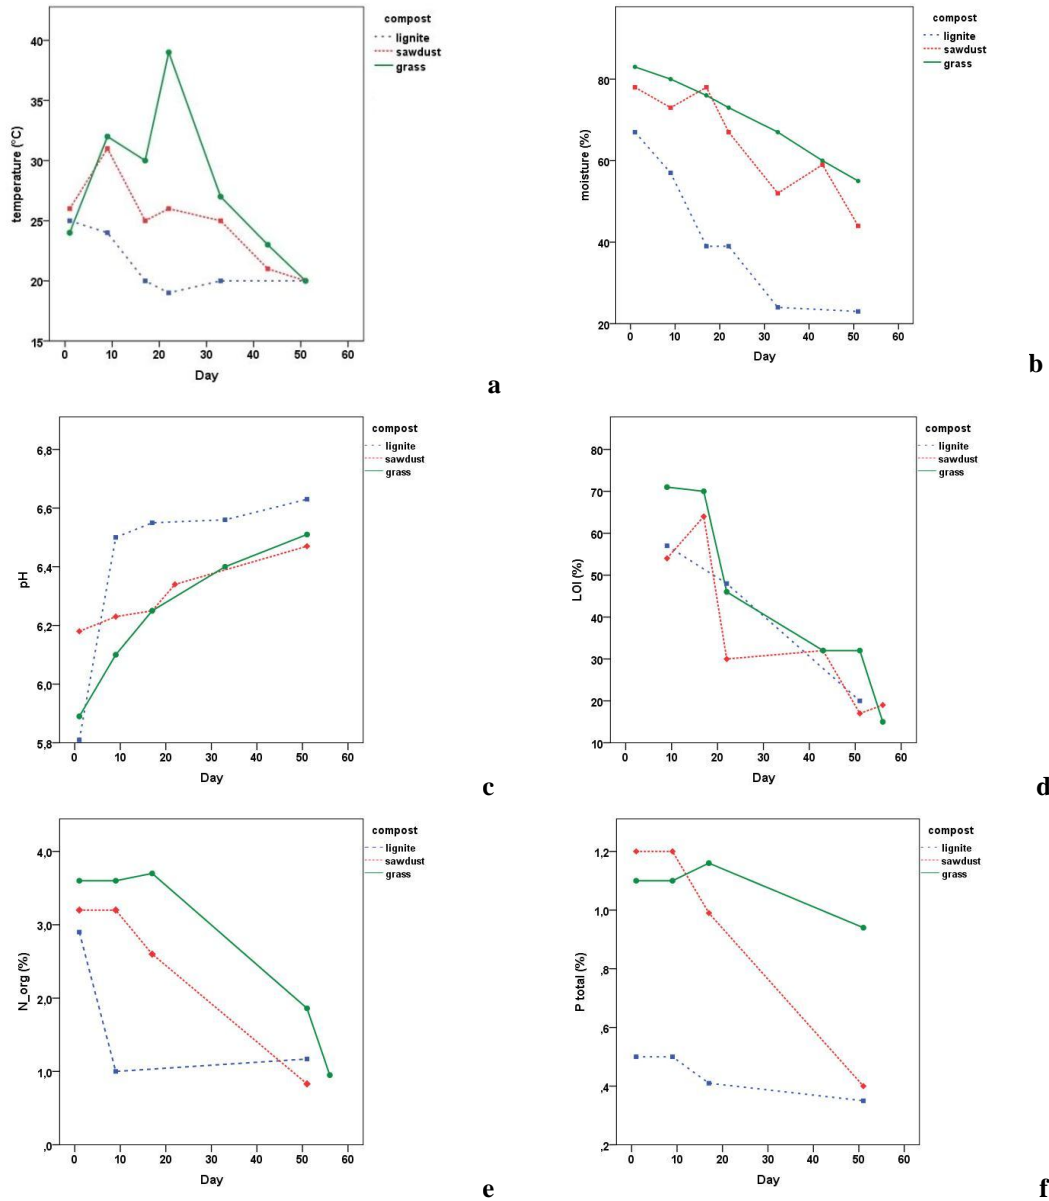 compost
lignite
sawdust
grass
temperature (°C)
40
35
30
25
20
15
0 10 20 30 40 50 60
Day
a
compost
lignite
sawdust
grass
moisture (%)
80
60
40
20
0 10 20 30 40 50 60
Day
b
compost
lignite
sawdust
grass
pH
6,8
6,6
6,4
6,2
6,0
5,8
0 10 20 30 40 50 60
Day
c
compost
lignite
sawdust
grass
LOI (%)
80
70
60
50
40
30
20
10
0 10 20 30 40 50 60
Day
d
compost
lignite
sawdust
grass
N_org (%)
4,0
3,0
2,0
1,0
,0
0 10 20 30 40 50 60
Day
e
compost
lignite
sawdust
grass
P total (%)
1,2
1,0
,8
,6
,4
,2
0 10 20 30 40 50 60
Day
f